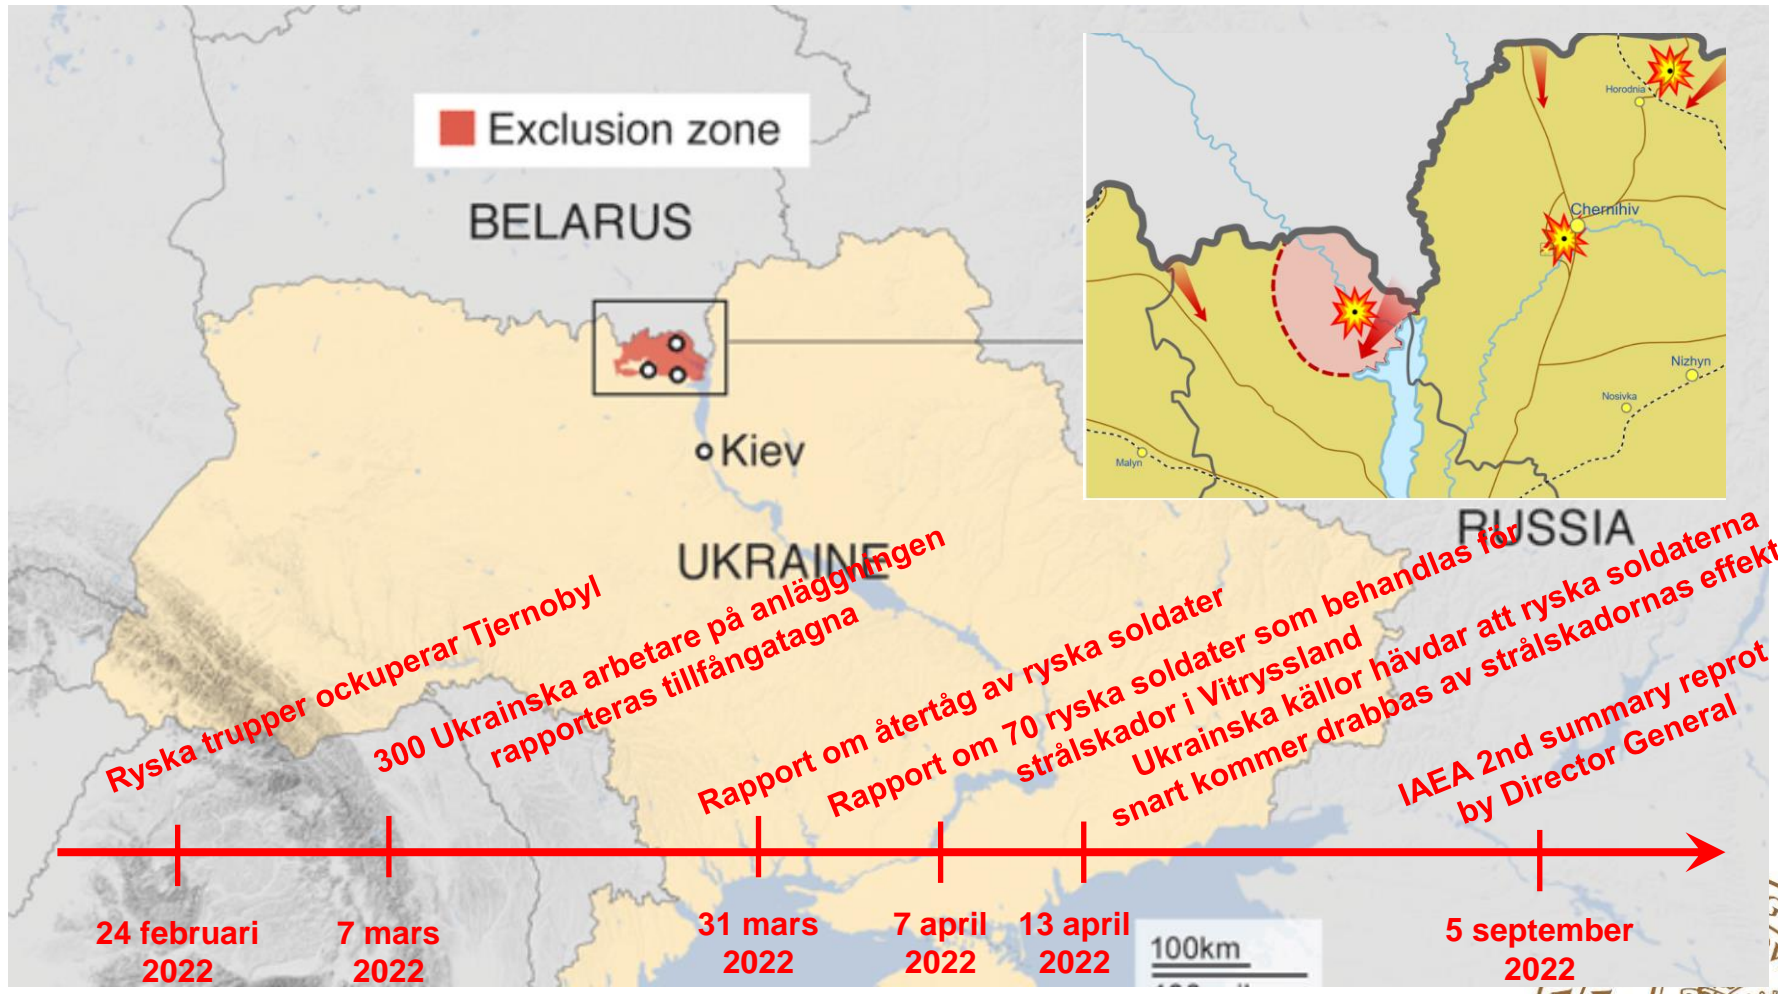 Exclusion zone
BELARUS
Kiev
UKRAINE
RUSSIA
Horodnia
Chernihiv
Nizhyn
Nosivka
Malyn
Ryska trupper ockuperar Tjernobyl
300 Ukrainska arbetare på anläggningen
rapporteras tillfångatagna
Rapport om återtåg av ryska soldater
Rapport om 70 ryska soldater som behandlas för
strålskador i Vitryssland
Ukrainska källor hävdar att ryska soldaterna
snart kommer drabbas av strålskadornas effekt
IAEA 2nd summary reprot
by Director General
24 februari
2022
7 mars
2022
31 mars
2022
7 april
2022
13 april
2022
5 september
2022
100km